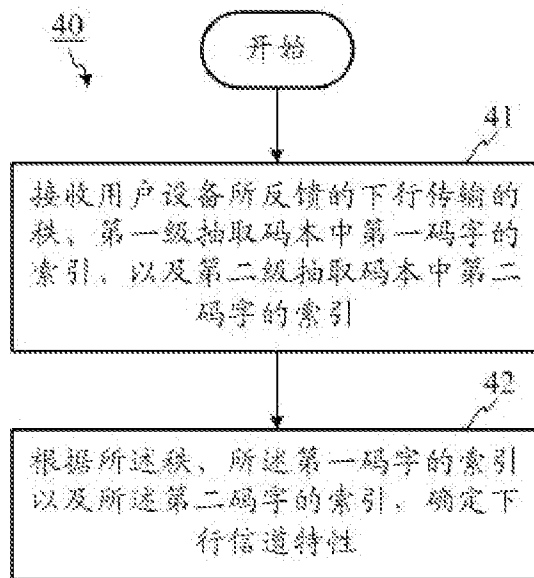 40
开始
41
接收用户设备所反馈的下行传输的
秩、第一级抽取码本中第一码字的
索引、以及第二级抽取码本中第二
码字的索引
42
根据所述秩、所述第一码字的索引
以及所述第二码字的索引,确定下
行信道特性